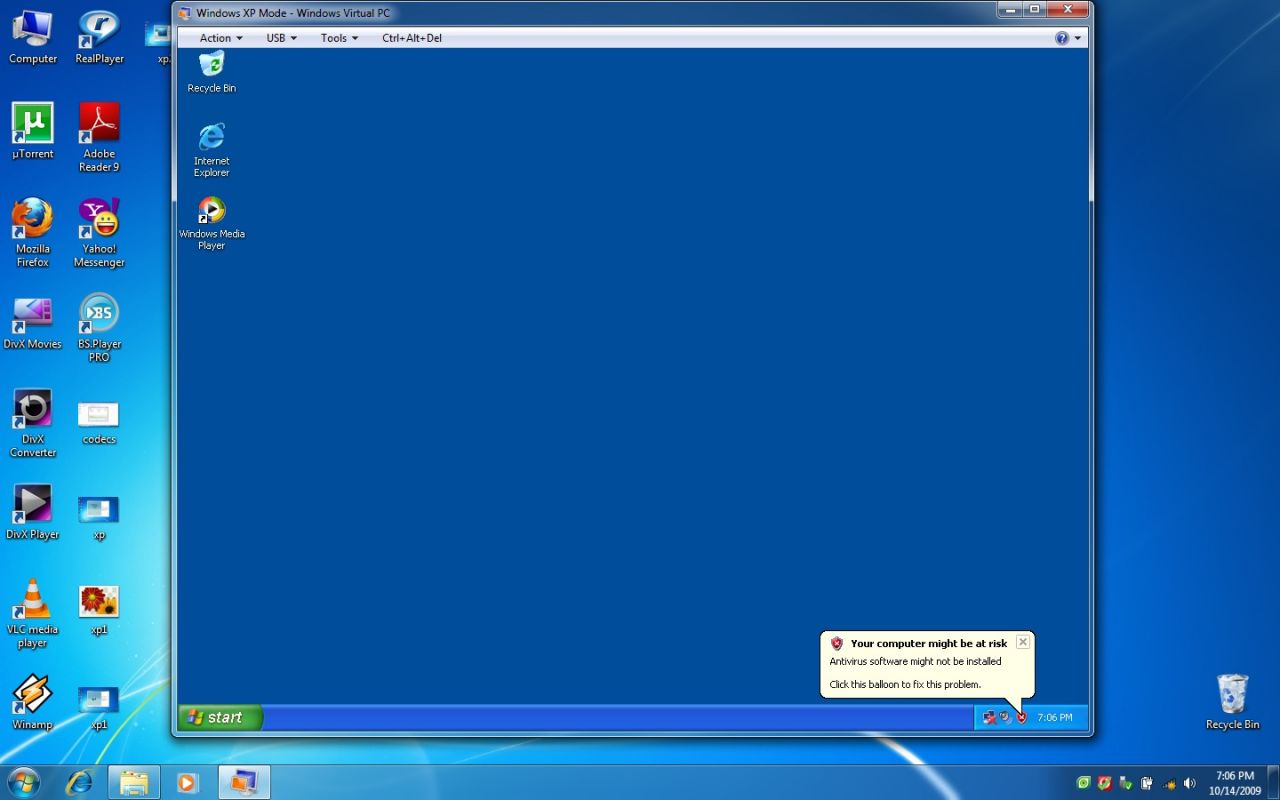 Windows XP Mode - Windows Virtual PC
Action
USB
Tools
Ctrl+Alt+Del
Computer
RealPlayer
xp
µTorrent
Adobe
Reader 9
Mozilla
Firefox
Yahoo!
Messenger
DivX Movies
BS.Player
PRO
DivX
Converter
codecs
DivX Player
xp
VLC media
player
xp1
Winamp
xp1
Recycle Bin
Internet
Explorer
Windows Media
Player
Your computer might be at risk
Antivirus software might not be installed
Click this balloon to fix this problem.
start
7:06 PM
Recycle Bin
7:06 PM
10/14/2009